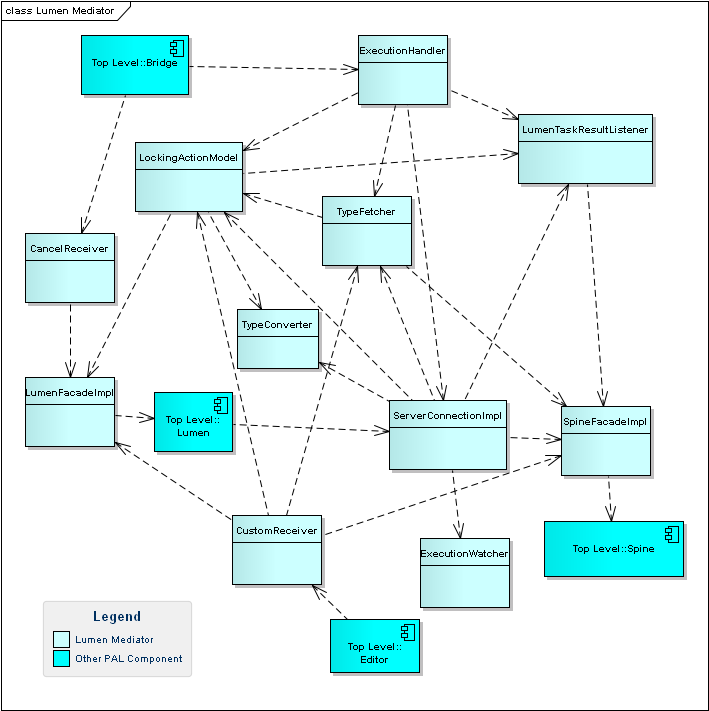 class Lumen Mediator
Top Level::Bridge
ExecutionHandler
LumenTaskResultListener
LockingActionModel
TypeFetcher
CancelReceiver
TypeConverter
LumenFacadeImpl
Top Level::
Lumen
ServerConnectionImpl
SpineFacadeImpl
CustomReceiver
ExecutionWatcher
Top Level::Spine
Legend
Lumen Mediator
Other PAL Component
Top Level::
Editor